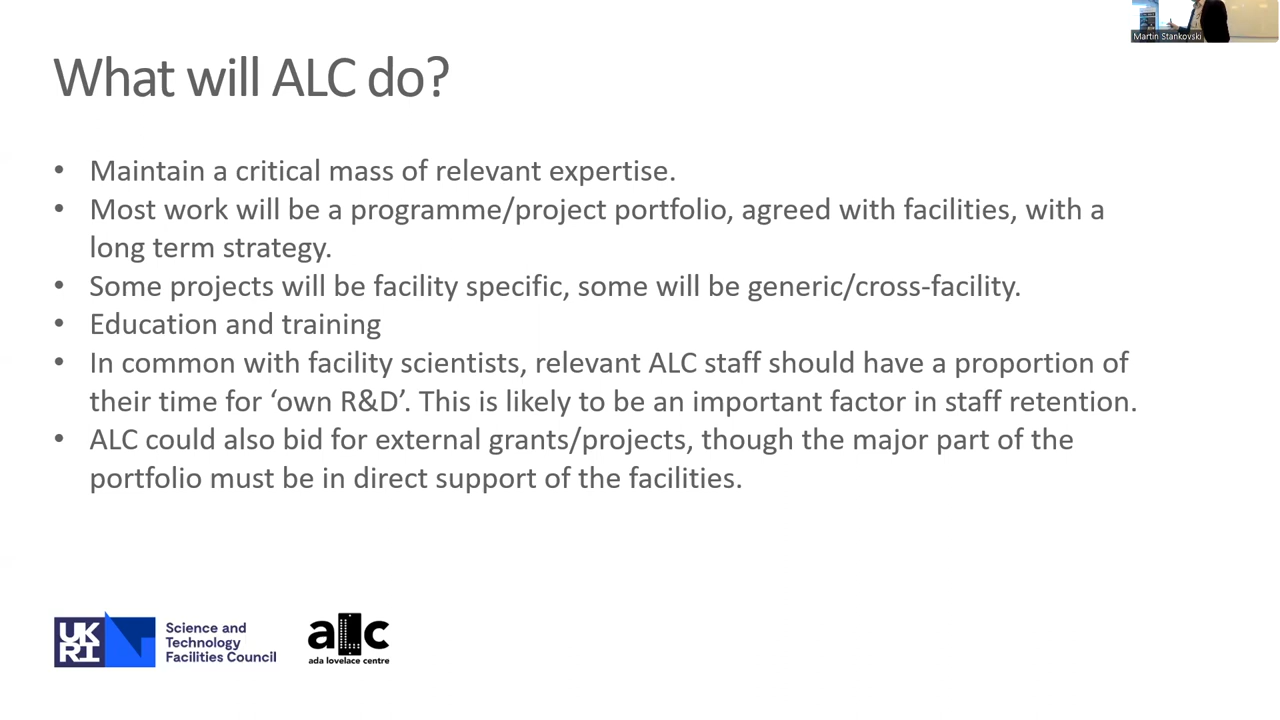 Martin Stankovski
What will ALC do?
• Maintain a critical mass of relevant expertise.
• Most work will be a programme/project portfolio, agreed with facilities, with a
long term strategy.
• Some projects will be facility specific, some will be generic/cross-facility.
• Education and training
• In common with facility scientists, relevant ALC staff should have a proportion of
their time for ‘own R&D’. This is likely to be an important factor in staff retention.
• ALC could also bid for external grants/projects, though the major part of the
portfolio must be in direct support of the facilities.
UK
RI
Science and
Technology
Facilities Council
alc
ada lovelace centre